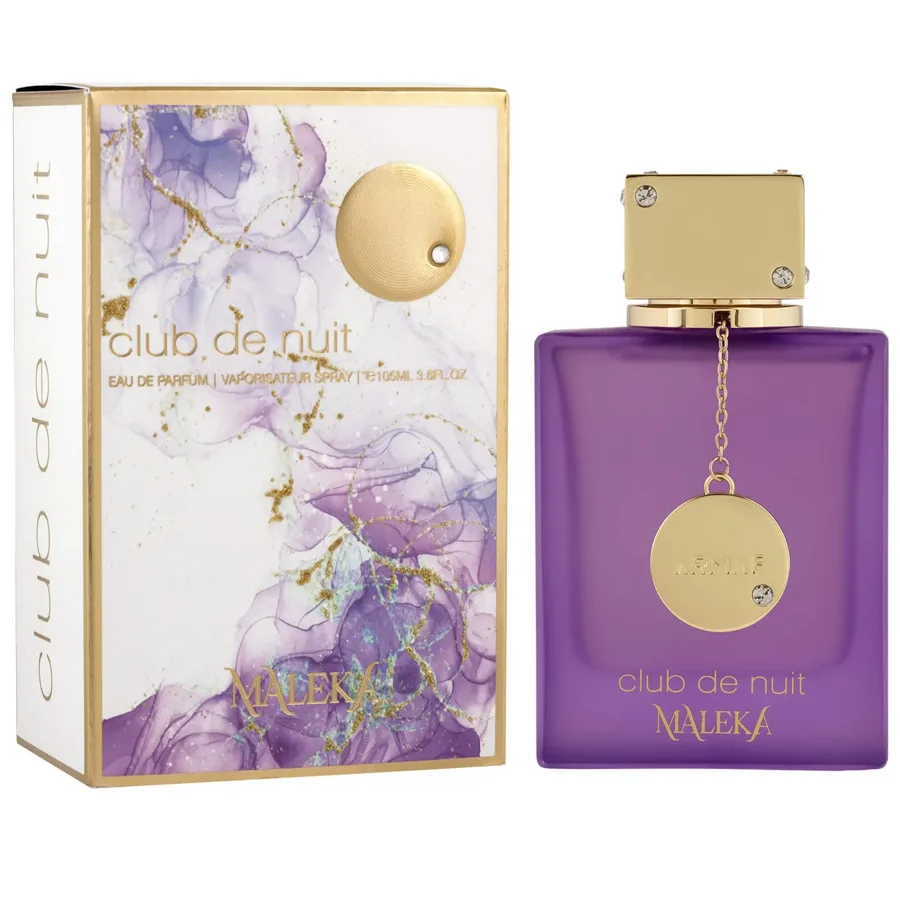 club de nuit
club de nuit
EAU DE PARFUM | VAPORISATEUR SPRAY | ℮105ML 3.6FL.OZ
MALEKA
ARMAF
club de nuit
MALEKA